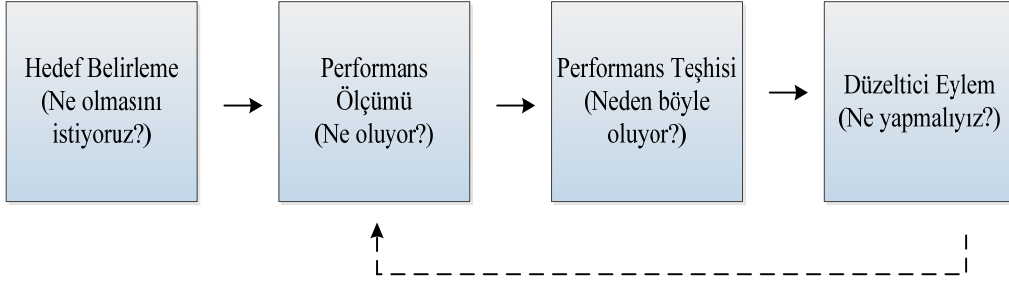 Hedef Belirleme
(Ne olmasını
istiyoruz?)
Performans
Ölçümü
(Ne oluyor?)
Performans Teşhisi
(Neden böyle
oluyor?)
Düzeltici Eylem
(Ne yapmalıyız?)